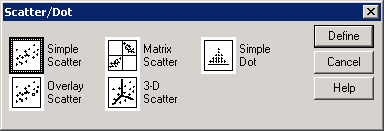 Scatter/Dot
Simple
Scatter
Matrix
Scatter
Simple
Dot
Overlay
Scatter
3-D
Scatter
Define
Cancel
Help